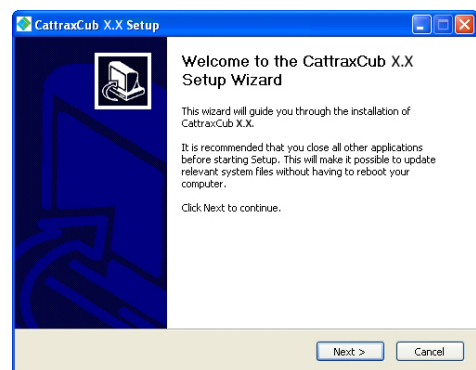 CattraxCub X.X Setup
Welcome to the CattraxCub X.X
Setup Wizard
This wizard will guide you through the installation of
CattraxCub X.X.
It is recommended that you close all other applications
before starting Setup. This will make it possible to update
relevant system files without having to reboot your
computer.
Click Next to continue.
Next >
Cancel